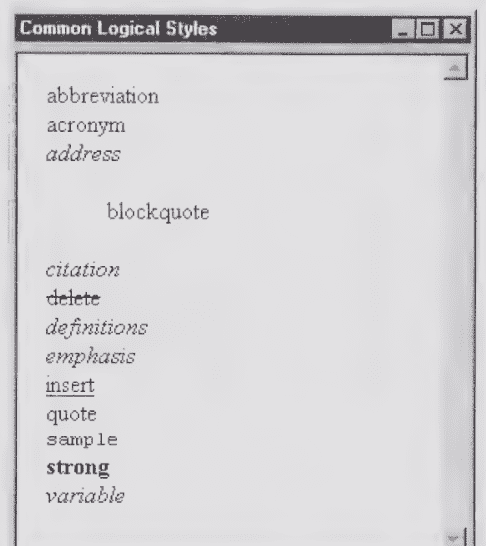 Common Logical Styles
abbreviation
acronym
address
blockquote
citation
delete
definitions
emphasis
insert
quote
sample
strong
variable